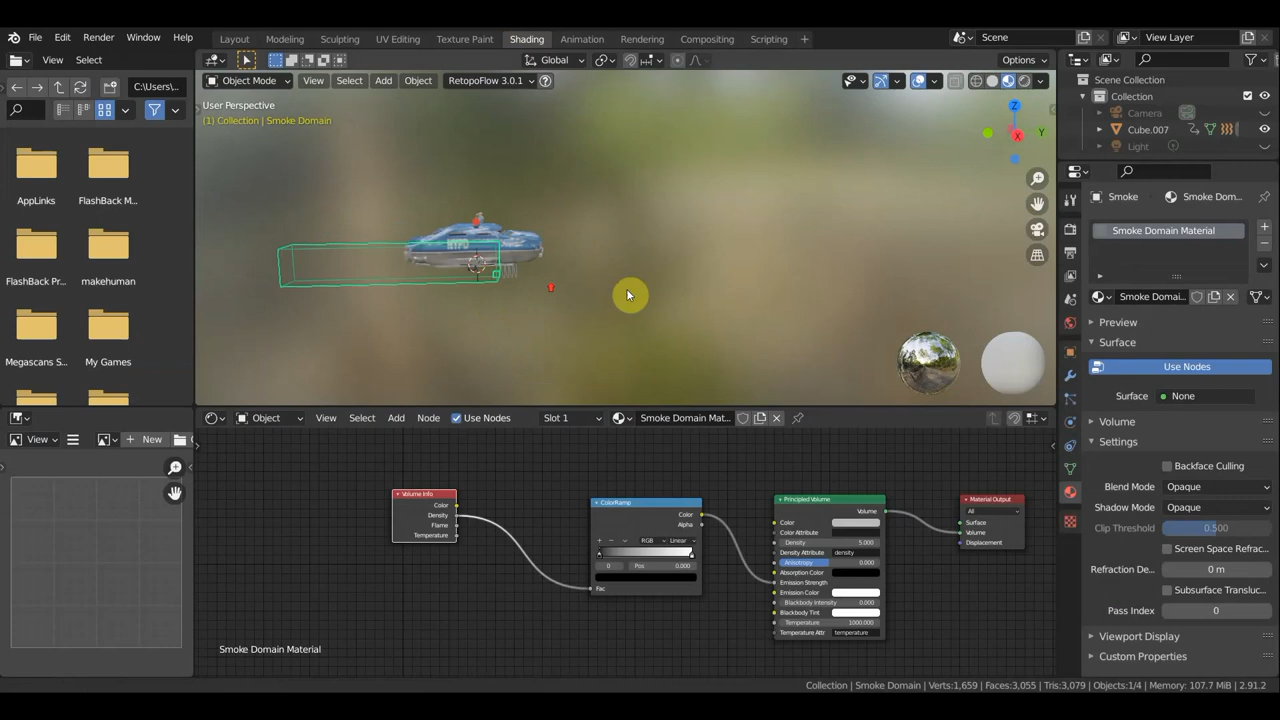 File Edit Render Window Help Layout Modeling Sculpting UV Editing Texture Paint Shading Animation Rendering Compositing Scripting + Scene View Layer
View Select Global Options
C:\Users\... Object Mode View Select Add Object RetopoFlow 3.0.1
User Perspective
(1) Collection | Smoke Domain
Scene Collection
Collection
Camera
Cube.007
Light
Z
Y
X
NYPD
AppLinks FlashBack M...
FlashBack Pr... makehuman
Megascans S... My Games
Smoke Smoke Dom...
Smoke Domain Material
Smoke Domai...
Preview
Surface
Use Nodes
Surface None
Volume
Settings
Backface Culling
Blend Mode Opaque
Shadow Mode Opaque
Clip Threshold 0.500
Screen Space Refrac...
Refraction De... 0 m
Subsurface Transluc...
Pass Index 0
Viewport Display
Custom Properties
Object View Select Add Node Use Nodes Slot 1 Smoke Domain Mat...
View New
Volume Info
Color
Density
Flame
Temperature
ColorRamp
Color
Alpha
RGB Linear
0 Pos 0.000
Fac
Principled Volume
Volume
Color
Color Attribute
Density 5.000
Density Attribute density
Anisotropy 0.000
Absorption Color
Emission Strength
Emission Color
Blackbody Intensity 0.000
Blackbody Tint
Temperature 1000.000
Temperature Attr temperature
Material Output
All
Surface
Volume
Displacement
Smoke Domain Material
Collection | Smoke Domain | Verts:1,659 | Faces:3,055 | Tris:3,079 | Objects:1/4 | Memory: 107.7 MiB | 2.91.2